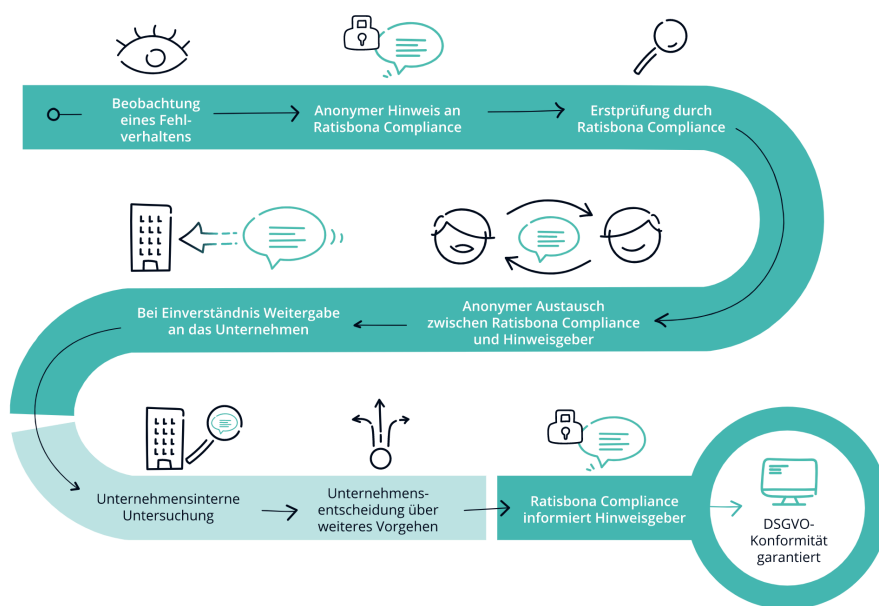 Beobachtung
eines Fehl-
verhaltens
Anonymer Hinweis an
Ratisbona Compliance
Erstprüfung durch
Ratisbona Compliance
Anonymer Austausch
zwischen Ratisbona Compliance
und Hinweisgeber
Bei Einverständnis Weitergabe
an das Unternehmen
Unternehmensinterne
Untersuchung
Unternehmens-
entscheidung über
weiteres Vorgehen
Ratisbona Compliance
informiert Hinweisgeber
DSGVO-
Konformität
garantiert